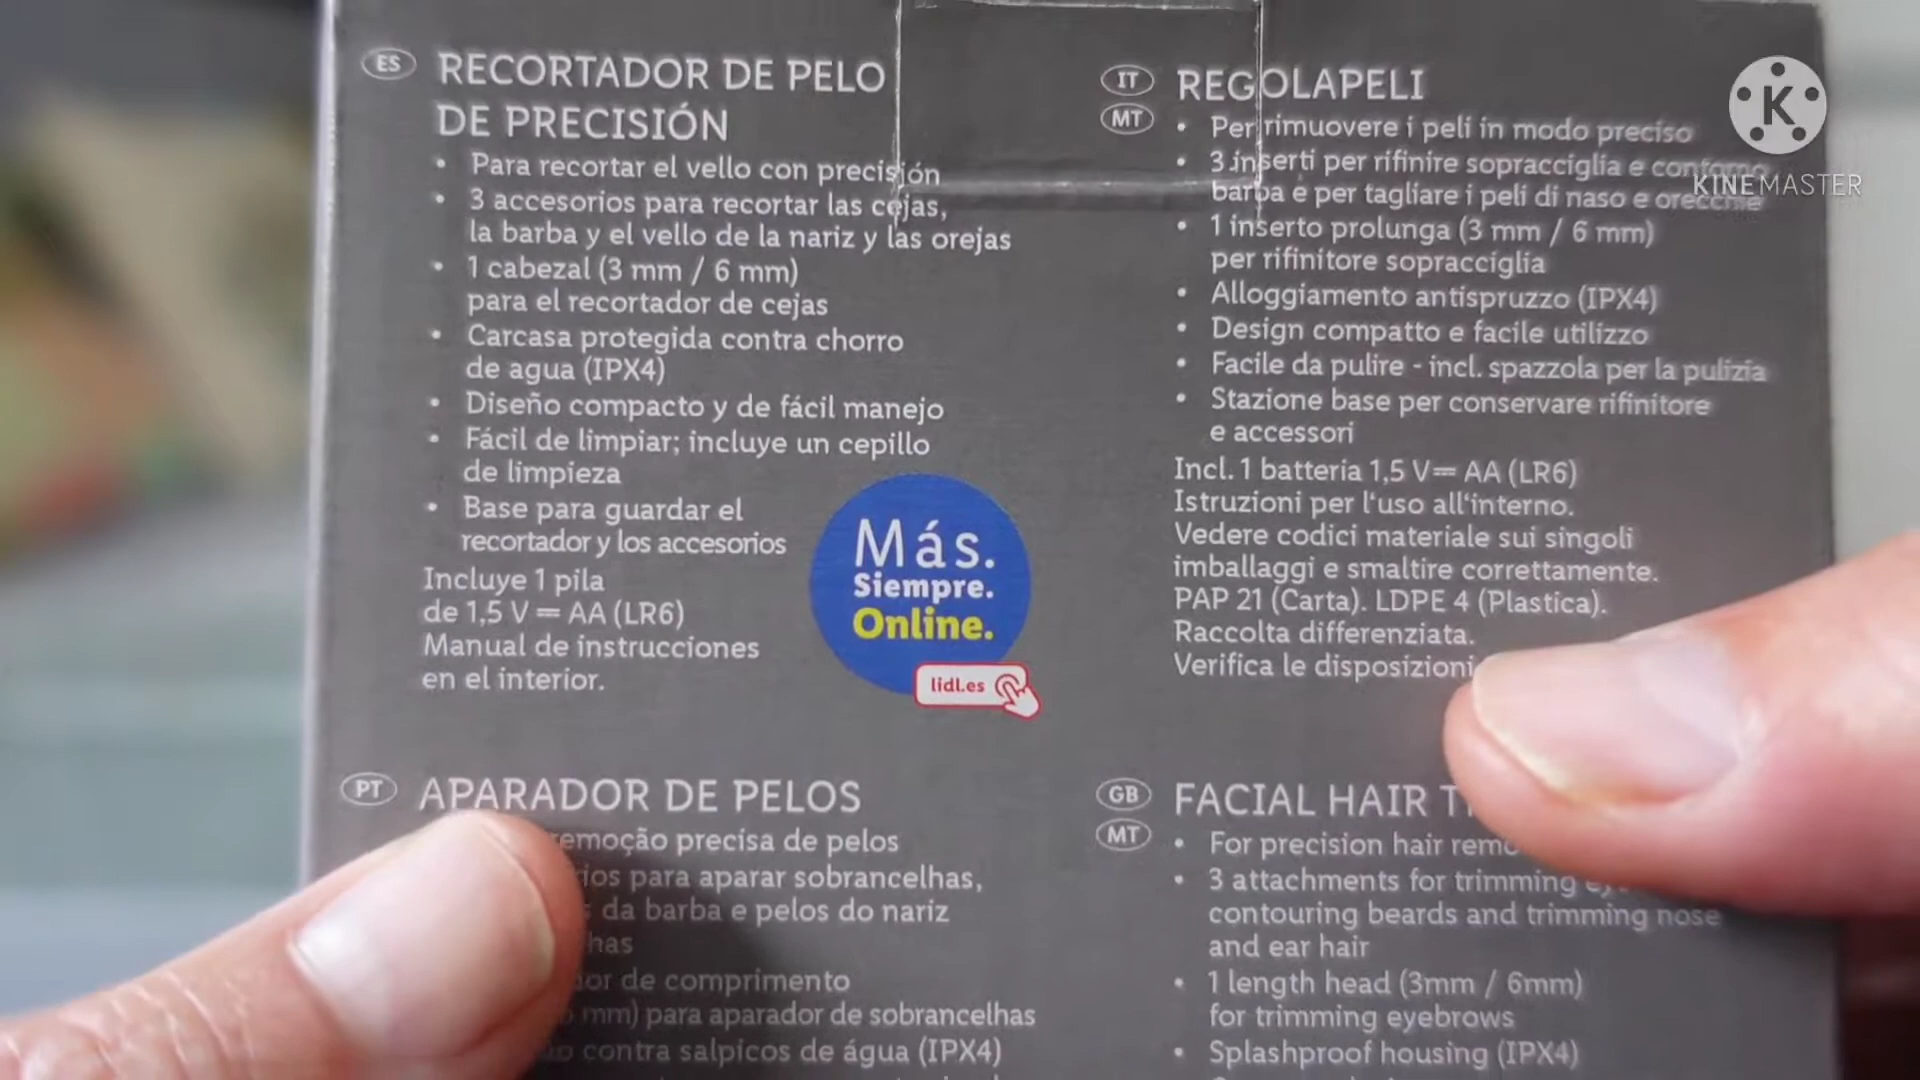 ES
RECORTADOR DE PELO
DE PRECISIÓN
• Para recortar el vello con precisión
• 3 accesorios para recortar las cejas,
la barba y el vello de la nariz y las orejas
• 1 cabezal (3 mm / 6 mm)
para el recortador de cejas
• Carcasa protegida contra chorro
de agua (IPX4)
• Diseño compacto y de fácil manejo
• Fácil de limpiar; incluye un cepillo
de limpieza
• Base para guardar el
recortador y los accesorios
Incluye 1 pila
de 1,5 V⎓ AA (LR6)
Manual de instrucciones
en el interior.
Más.
Siempre.
Online.
lidl.es
IT
MT
REGOLAPELI
• Per rimuovere i peli in modo preciso
• 3 inserti per rifinire sopracciglia e contorno
barba e per tagliare i peli di naso e orecchie
• 1 inserto prolunga (3 mm / 6 mm)
per rifinitore sopracciglia
• Alloggiamento antispruzzo (IPX4)
• Design compatto e facile utilizzo
• Facile da pulire - incl. spazzola per la pulizia
• Stazione base per conservare rifinitore
e accessori
Incl. 1 batteria 1,5 V⎓ AA (LR6)
Istruzioni per l‘uso all‘interno.
Vedere codici materiale sui singoli
imballaggi e smaltire correttamente.
PAP 21 (Carta). LDPE 4 (Plastica).
Raccolta differenziata.
Verifica le disposizioni
PT
APARADOR DE PELOS
remoção precisa de pelos
para aparar sobrancelhas,
da barba e pelos do nariz
de comprimento
mm) para aparador de sobrancelhas
contra salpicos de água (IPX4)
GB
MT
FACIAL HAIR
• For precision hair
• 3 attachments for trimming
contouring beards and trimming nose
and ear hair
• 1 length head (3mm / 6mm)
for trimming eyebrows
• Splashproof housing (IPX4)
K
KINEMASTER